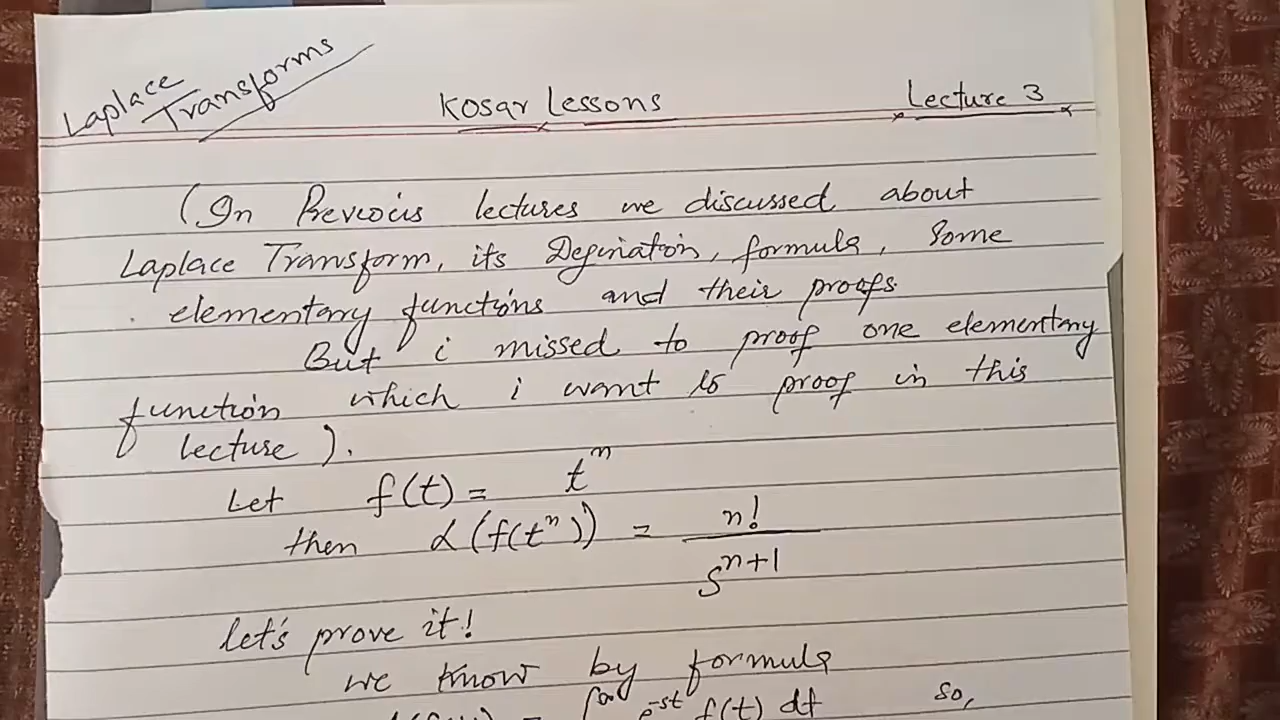 Laplace Transforms
Kosar Lessons
Lecture 3
(In Previous lectures we discussed about
Laplace Transform, its Defination, formula, Some
elementary functions and their proofs.
But i missed to proof one elementary
function which i want to proof in this
lecture).
Let f(t) = t^n
then L(f(t^n)) = n!/S^{n+1}
let's prove it!
we know by formula
= ∫ e^{-st} f(t) dt so,